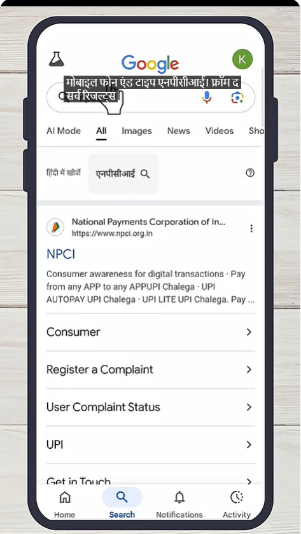 Google
K
मोबाइल फोन एंड टाइप एनपीसीआई। फ्रॉम द
सर्च रिजल्ट्स।
AI Mode All Images News Videos Sho
हिंदी में खोजें एनपीसीआई
National Payments Corporation of In...
https://www.npci.org.in
NPCI
Consumer awareness for digital transactions · Pay
from any APP to any APPUPI Chalega · UPI
AUTOPAY UPI Chalega · UPI LITE UPI Chalega. Pay ...
Consumer
Register a Complaint
User Complaint Status
UPI
Get in Touch
Home Search Notifications Activity